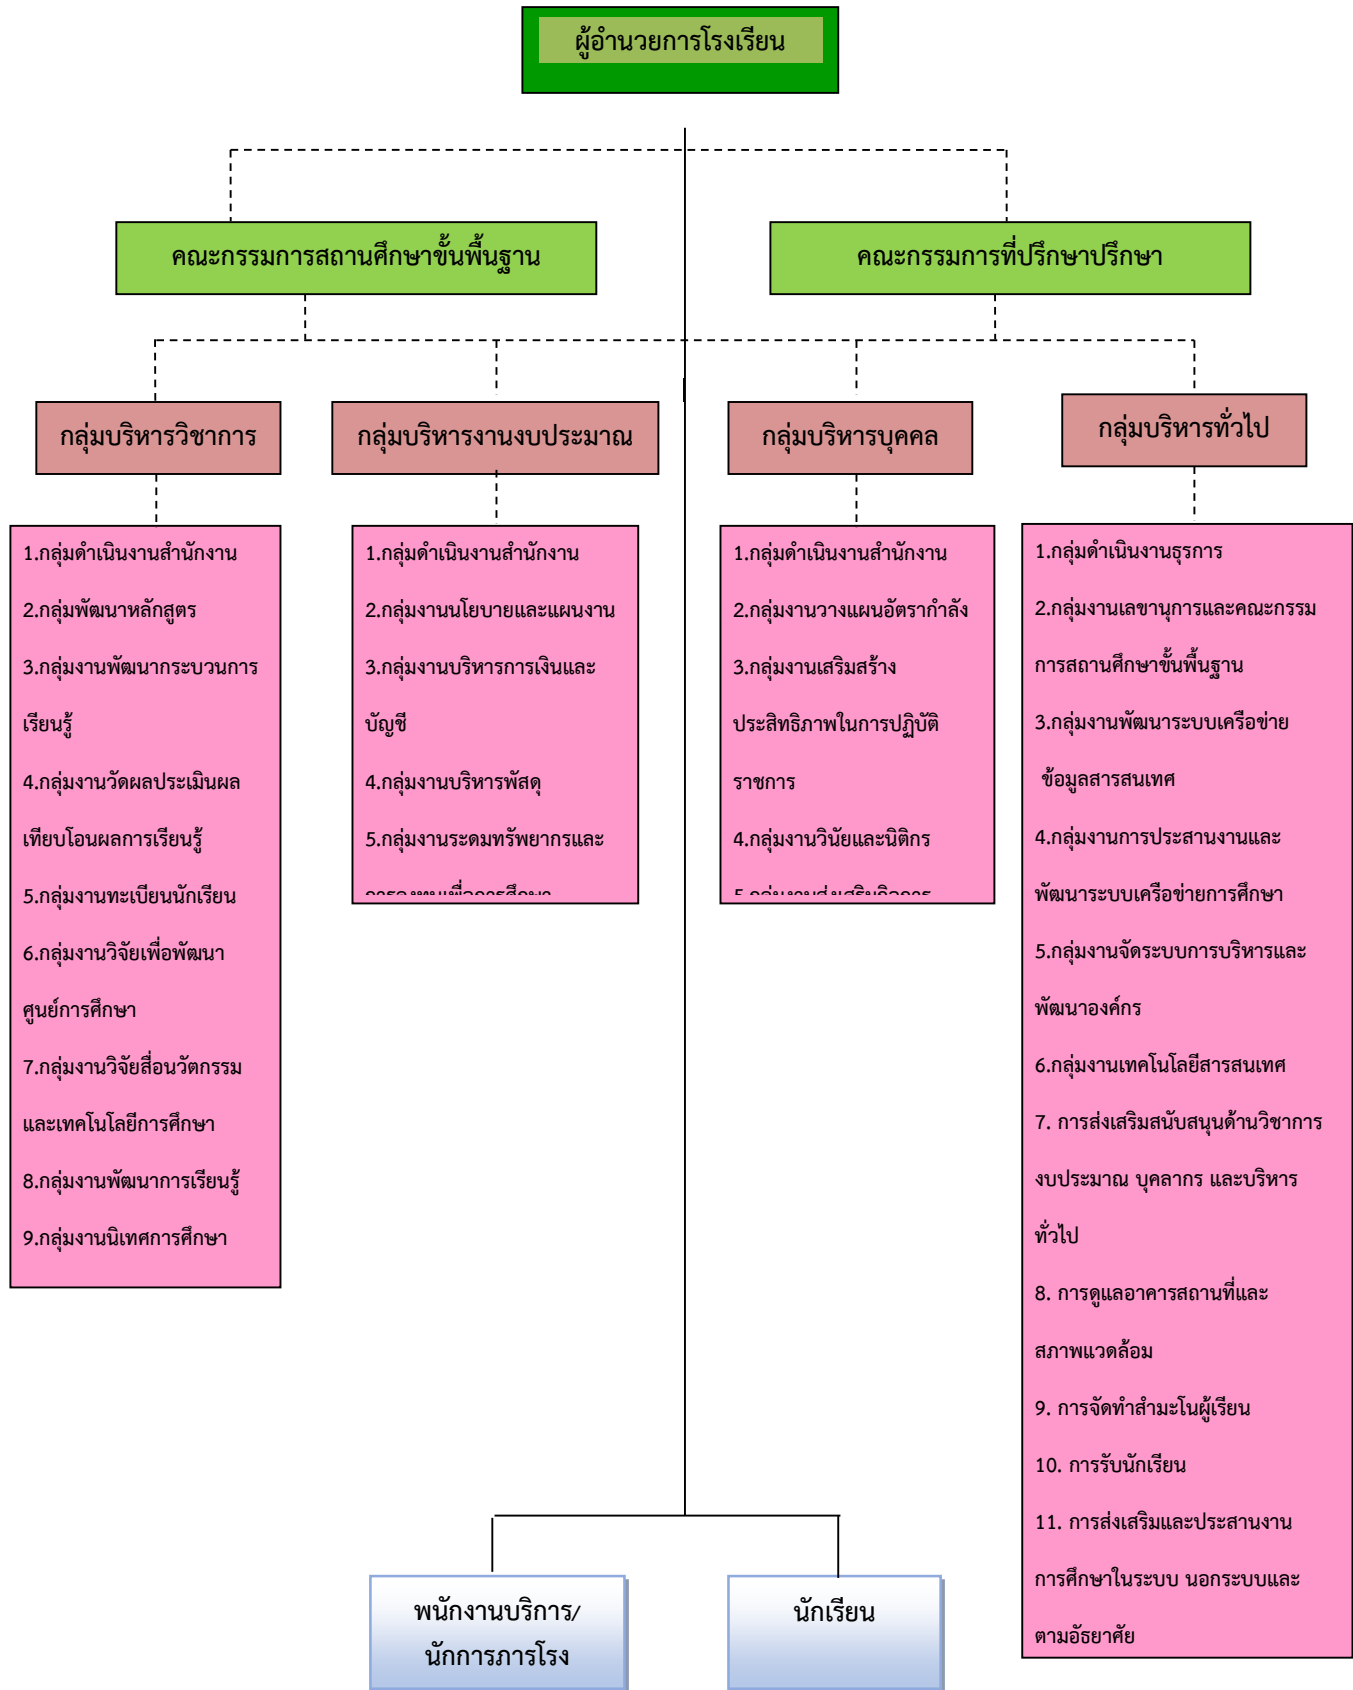 ผู้อำนวยการโรงเรียน
คณะกรรมการสถานศึกษาขั้นพื้นฐาน
คณะกรรมการที่ปรึกษาปรึกษา
กลุ่มบริหารวิชาการ
กลุ่มบริหารงานงบประมาณ
กลุ่มบริหารบุคคล
กลุ่มบริหารทั่วไป
1.กลุ่มดำเนินงานสำนักงาน
2.กลุ่มพัฒนาหลักสูตร
3.กลุ่มงานพัฒนากระบวนการ
เรียนรู้
4.กลุ่มงานวัดผลประเมินผล
เทียบโอนผลการเรียนรู้
5.กลุ่มงานทะเบียนนักเรียน
6.กลุ่มงานวิจัยเพื่อพัฒนา
ศูนย์การศึกษา
7.กลุ่มงานวิจัยสื่อนวัตกรรม
และเทคโนโลยีการศึกษา
8.กลุ่มงานพัฒนาการเรียนรู้
9.กลุ่มงานนิเทศการศึกษา
1.กลุ่มดำเนินงานสำนักงาน
2.กลุ่มงานนโยบายและแผนงาน
3.กลุ่มงานบริหารการเงินและ
บัญชี
4.กลุ่มงานบริหารพัสดุ
5.กลุ่มงานระดมทรัพยากรและ
การลงทุนเพื่อการศึกษา
1.กลุ่มดำเนินงานสำนักงาน
2.กลุ่มงานวางแผนอัตรากำลัง
3.กลุ่มงานเสริมสร้าง
ประสิทธิภาพในการปฏิบัติ
ราชการ
4.กลุ่มงานวินัยและนิติกร
5.กลุ่มงานส่งเสริมกิจการ
1.กลุ่มดำเนินงานธุรการ
2.กลุ่มงานเลขานุการและคณะกรรม
การสถานศึกษาขั้นพื้นฐาน
3.กลุ่มงานพัฒนาระบบเครือข่าย
ข้อมูลสารสนเทศ
4.กลุ่มงานการประสานงานและ
พัฒนาระบบเครือข่ายการศึกษา
5.กลุ่มงานจัดระบบการบริหารและ
พัฒนาองค์กร
6.กลุ่มงานเทคโนโลยีสารสนเทศ
7. การส่งเสริมสนับสนุนด้านวิชาการ
งบประมาณ บุคลากร และบริหาร
ทั่วไป
8. การดูแลอาคารสถานที่และ
สภาพแวดล้อม
9. การจัดทำสำมะโนผู้เรียน
10. การรับนักเรียน
11. การส่งเสริมและประสานงาน
การศึกษาในระบบ นอกระบบและ
ตามอัธยาศัย
พนักงานบริการ/
นักการภารโรง
นักเรียน